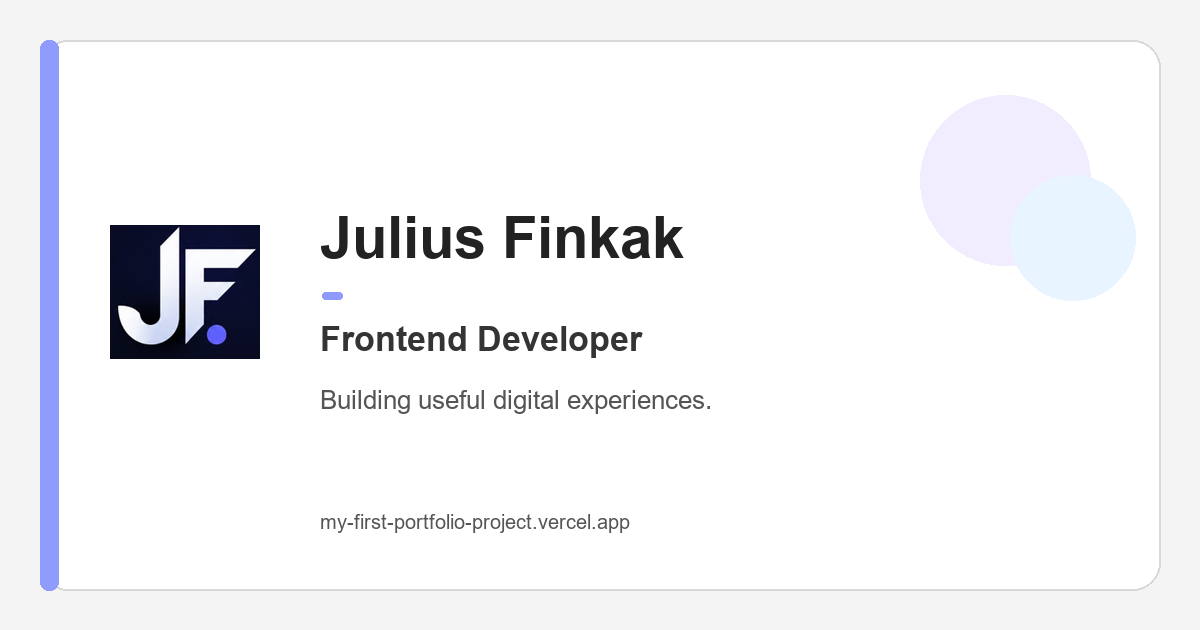 JF.
Julius Finkak
Frontend Developer
Building useful digital experiences.
my-first-portfolio-project.vercel.app